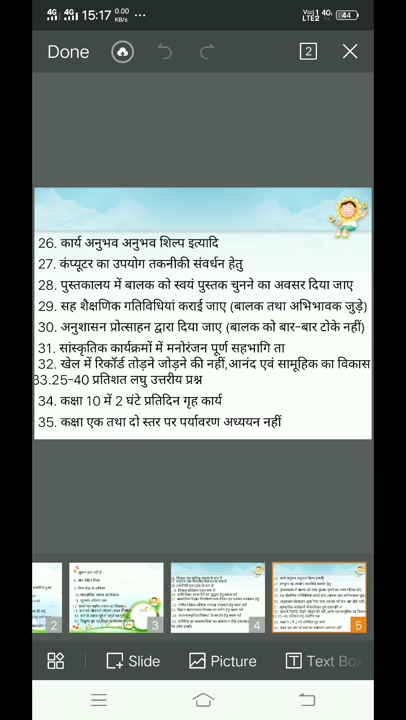 4G 4G 15:17 0.00 KB/s ... VoI) 1 4G LTE2 44
Done 2
26. कार्य अनुभव अनुभव शिल्प इत्यादि
27. कंप्यूटर का उपयोग तकनीकी संवर्धन हेतु
28. पुस्तकालय में बालक को स्वयं पुस्तक चुनने का अवसर दिया जाए
29. सह शैक्षणिक गतिविधियां कराई जाए (बालक तथा अभिभावक जुड़े)
30. अनुशासन प्रोत्साहन द्वारा दिया जाए (बालक को बार-बार टोके नहीं)
31. सांस्कृतिक कार्यक्रमों में मनोरंजन पूर्ण सहभागि ता
32. खेल में रिकॉर्ड तोड़ने जोड़ने की नहीं,आनंद एवं सामूहिक का विकास
33.25-40 प्रतिशत लघु उत्तरीय प्रश्न
34. कक्षा 10 में 2 घंटे प्रतिदिन गृह कार्य
35. कक्षा एक तथा दो स्तर पर पर्यावरण अध्ययन नहीं
2 3 4 5
Slide Picture Text Box